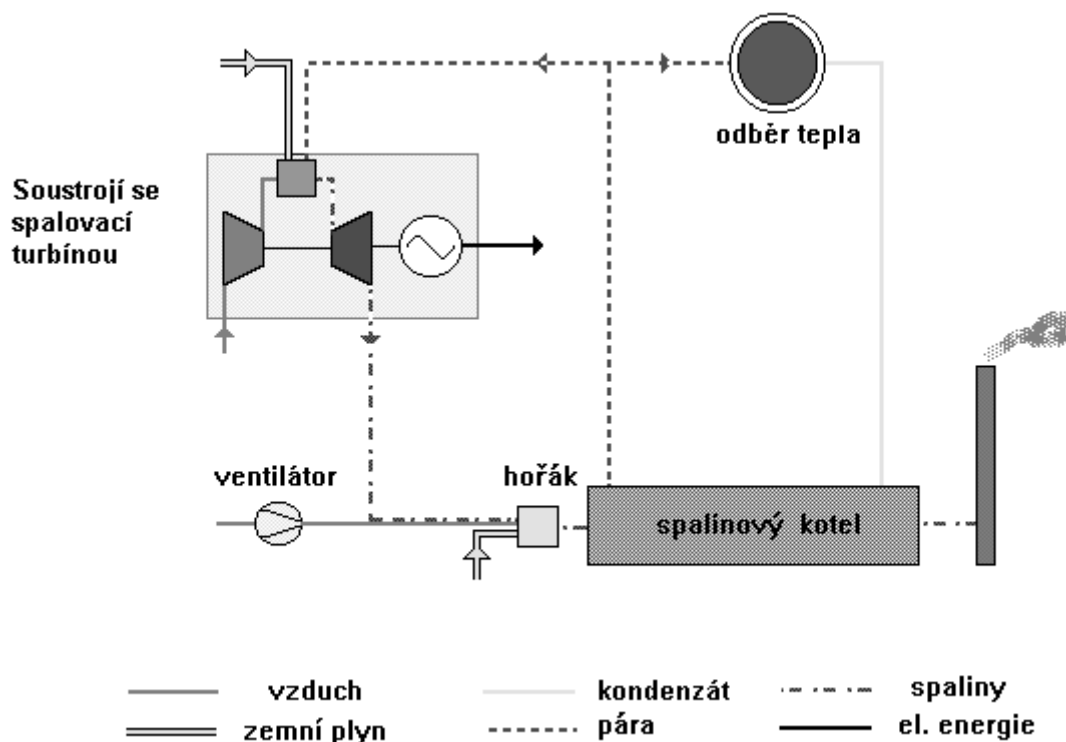 odběr tepla
Soustrojí se
spalovací
turbínou
ventilátor
hořák
spalinový kotel
vzduch
kondenzát
spaliny
zemní plyn
pára
el. energie